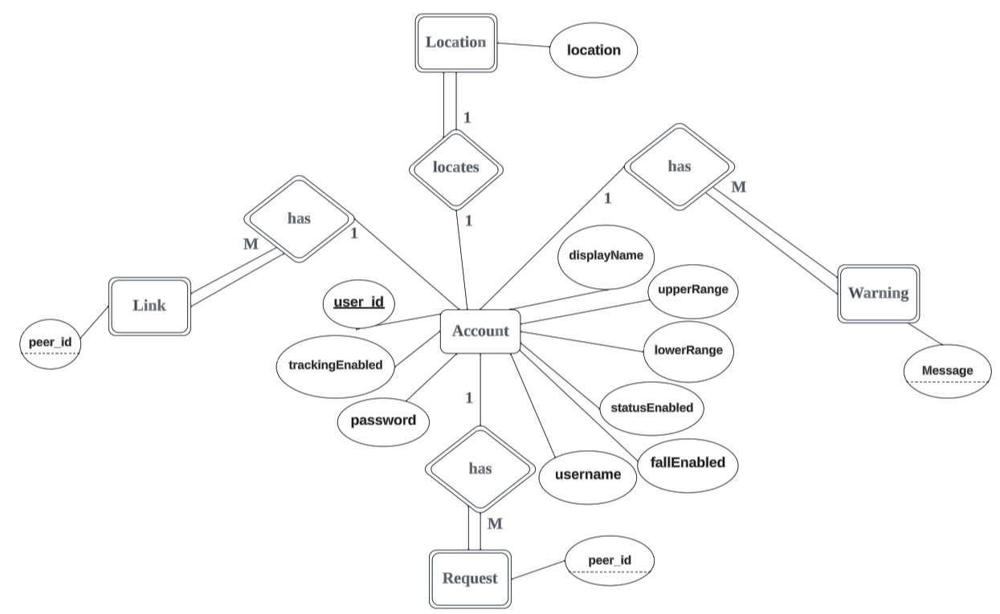 Location
location
1
locates
has
has
M
1
1
1
M
displayName
Link
user_id
upperRange
Warning
peer_id
Account
trackingEnabled
lowerRange
Message
1
password
statusEnabled
has
username
fallEnabled
M
Request
peer_id